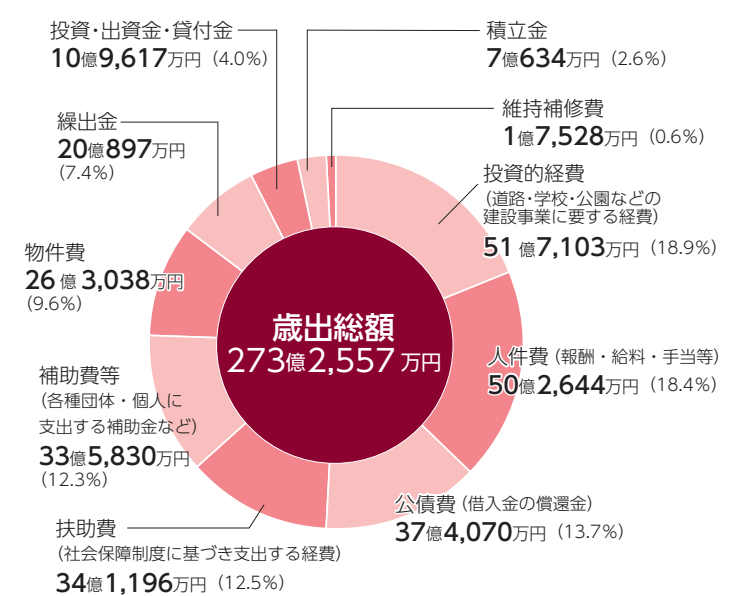 投資・出資金・貸付金
10億9,617万円（4.0%）
積立金
7億634万円（2.6%）
維持補修費
1億7,528万円（0.6%）
繰出金
20億897万円
（7.4%）
投資的経費
（道路・学校・公園などの
建設事業に要する経費）
51億7,103万円（18.9%）
物件費
26億3,038万円
（9.6%）
歳出総額
273億2,557万円
人件費（報酬・給料・手当等）
50億2,644万円（18.4%）
補助費等
（各種団体・個人に
支出する補助金など）
33億5,830万円
（12.3%）
公債費（借入金の償還金）
37億4,070万円（13.7%）
扶助費
（社会保障制度に基づき支出する経費）
34億1,196万円（12.5%）